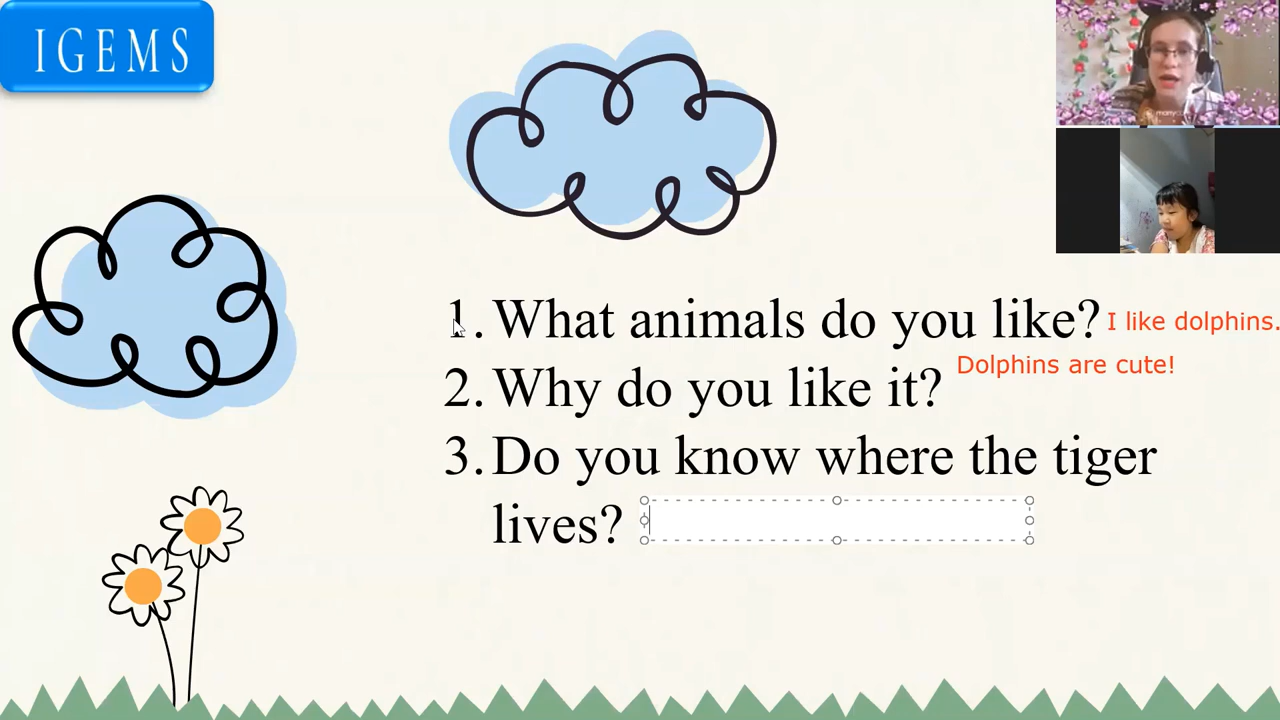 IGEMS
1. What animals do you like? I like dolphins.
Dolphins are cute!
2. Why do you like it?
3. Do you know where the tiger
lives?